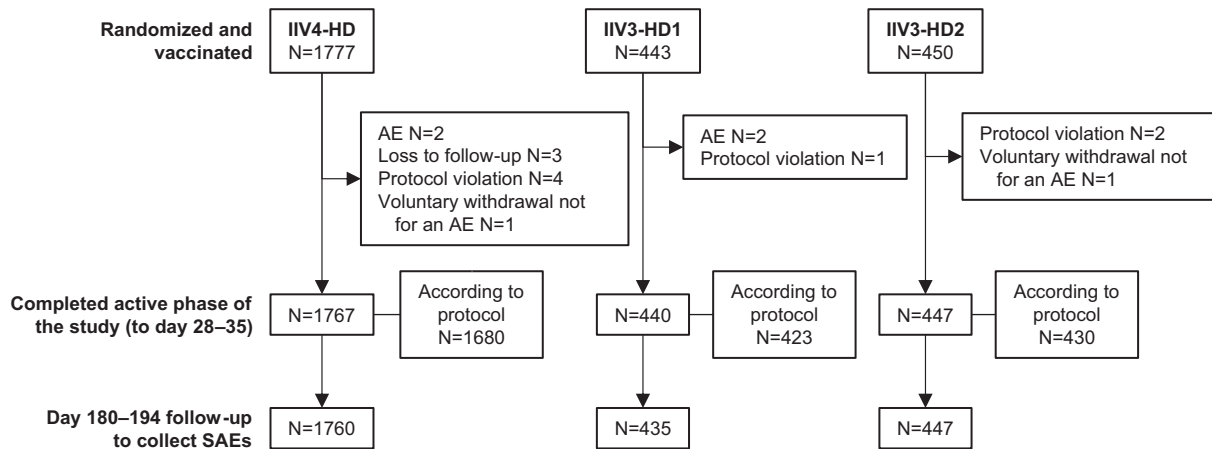 Randomized and
vaccinated
IIV4-HD
N=1777
IIV3-HD1
N=443
IIV3-HD2
N=450
AE N=2
Loss to follow-up N=3
Protocol violation N=4
Voluntary withdrawal not
for an AE N=1
AE N=2
Protocol violation N=1
Protocol violation N=2
Voluntary withdrawal not
for an AE N=1
Completed active phase of
the study (to day 28–35)
N=1767
According to
protocol
N=1680
N=440
According to
protocol
N=423
N=447
According to
protocol
N=430
Day 180–194 follow-up
to collect SAEs
N=1760
N=435
N=447